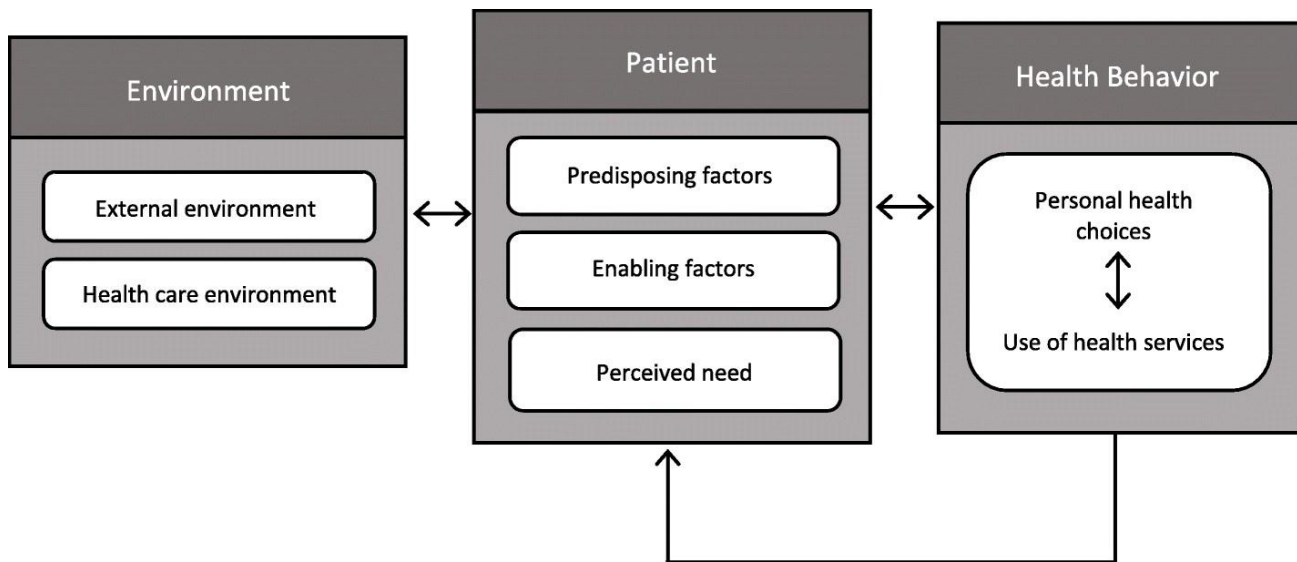 Environment
External environment
Health care environment
Patient
Predisposing factors
Enabling factors
Perceived need
Health Behavior
Personal health
choices
Use of health services